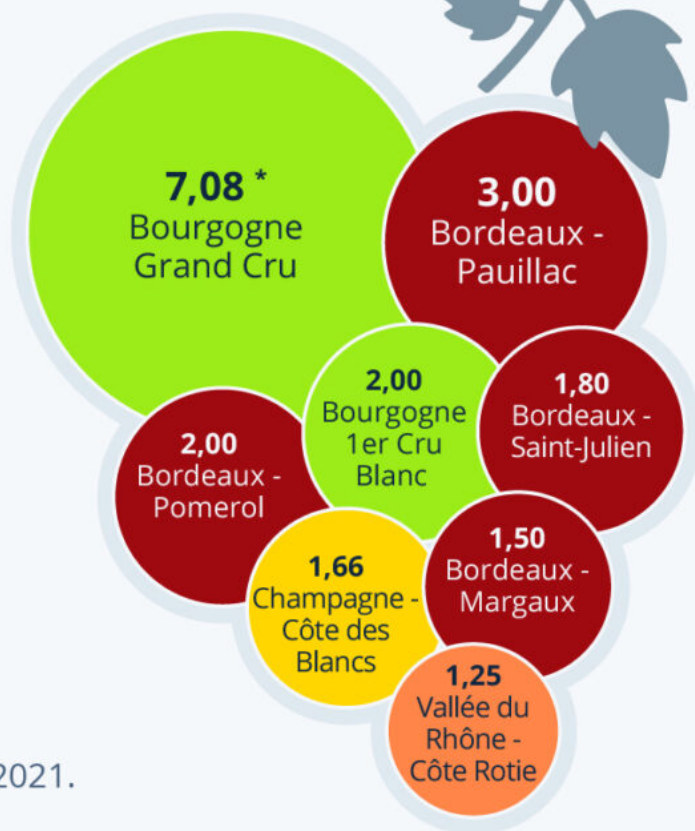 7,08 *
Bourgogne
Grand Cru
3,00
Bordeaux -
Pauillac
2,00
Bourgogne
1er Cru
Blanc
1,80
Bordeaux -
Saint-Julien
2,00
Bordeaux -
Pomerol
1,66
Champagne -
Côte des
Blancs
1,50
Bordeaux -
Margaux
1,25
Vallée du
Rhône -
Côte Rotie
2021.